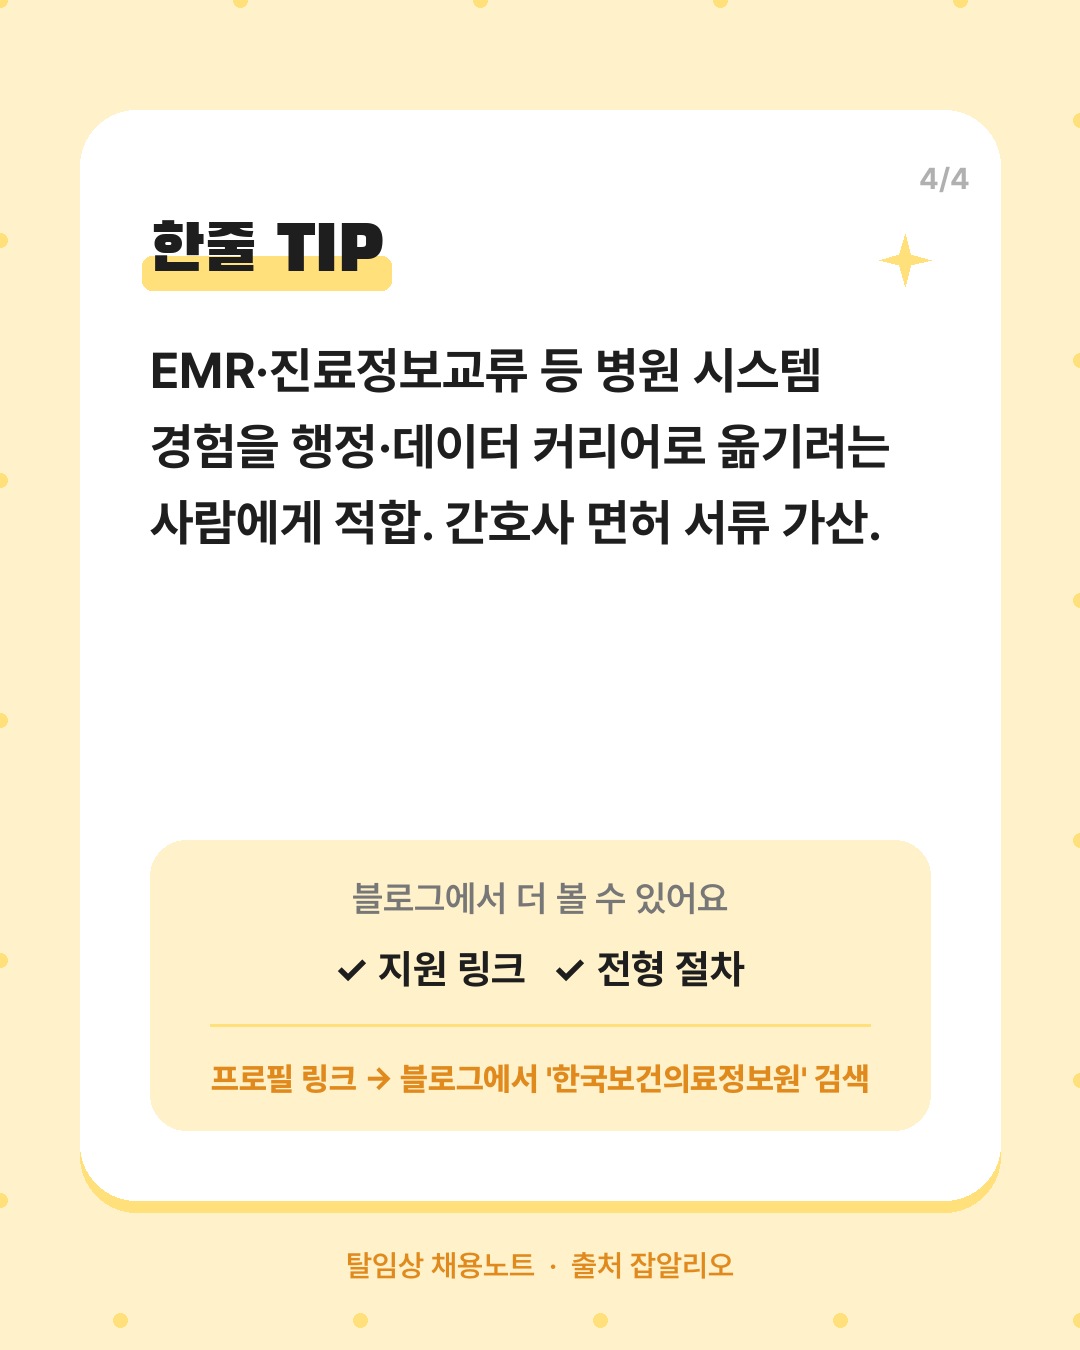 4/4
한줄 TIP
EMR·진료정보교류 등 병원 시스템
경험을 행정·데이터 커리어로 옮기려는
사람에게 적합. 간호사 면허 서류 가산.
블로그에서 더 볼 수 있어요
✓ 지원 링크 ✓ 전형 절차
프로필 링크 → 블로그에서 '한국보건의료정보원' 검색
탈임상 채용노트 · 출처 잡알리오